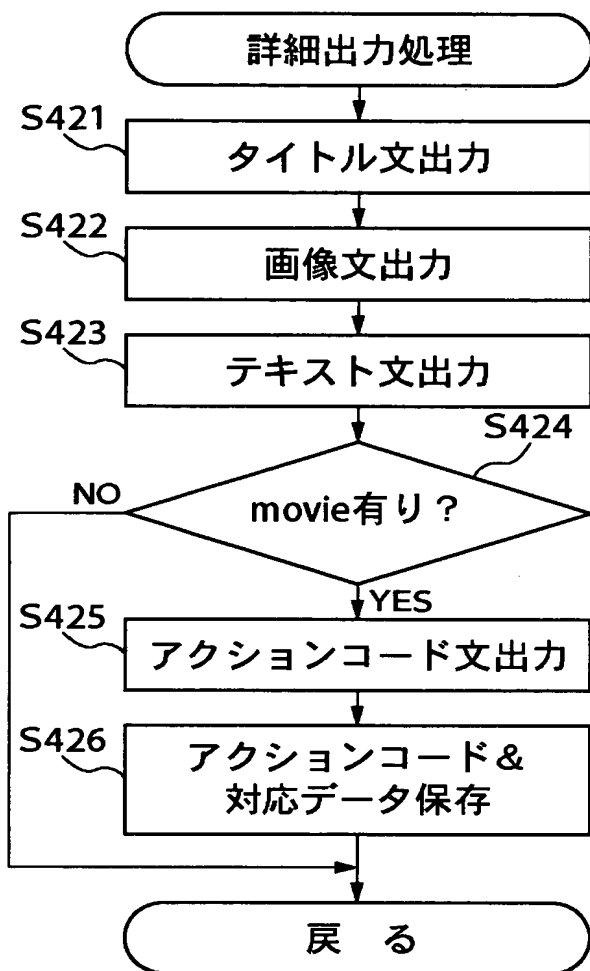 詳細出力処理
S421
タイトル文出力
S422
画像文出力
S423
テキスト文出力
S424
NO
movie有り？
YES
S425
アクションコード文出力
S426
アクションコード＆
対応データ保存
戻 る